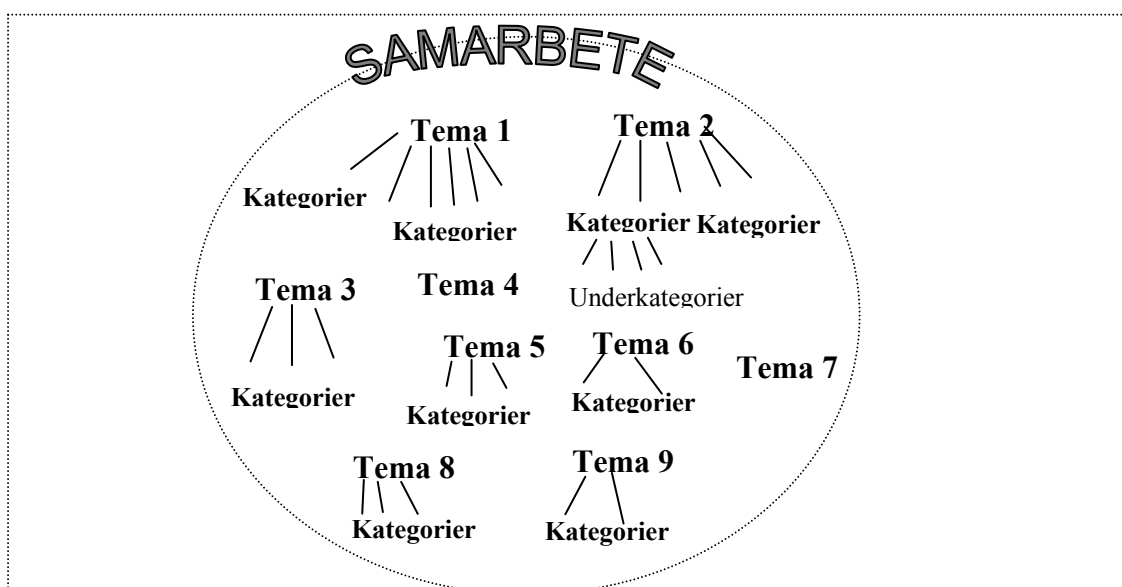 SAMARBETE
Tema 1
Tema 2
Kategorier
Kategorier
Kategorier
Kategorier
Tema 3
Tema 4
Underkategorier
Tema 5
Tema 6
Tema 7
Kategorier
Kategorier
Kategorier
Tema 8
Tema 9
Kategorier
Kategorier